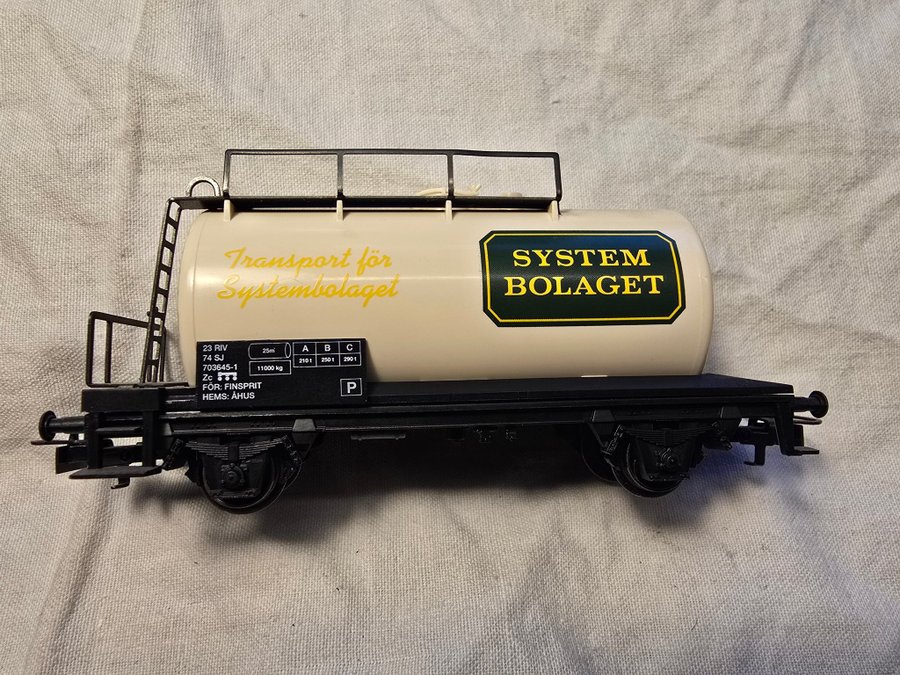 Transport för
Systembolaget
SYSTEM
BOLAGET
23 RIV
74 SJ
703645-1
Zc
FÖR: FINSPRIT
HEMS: ÅHUS
25m³
11000 kg
A B C
210 t 250 t 290 t
P